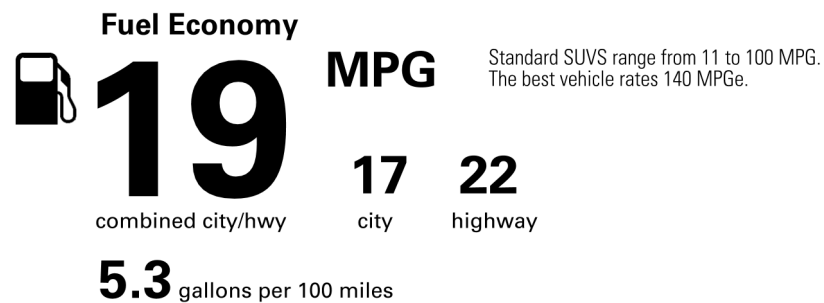 Fuel Economy
19
MPG
Standard SUVS range from 11 to 100 MPG.
The best vehicle rates 140 MPGe.
17 22
combined city/hwy city highway
5.3 gallons per 100 miles